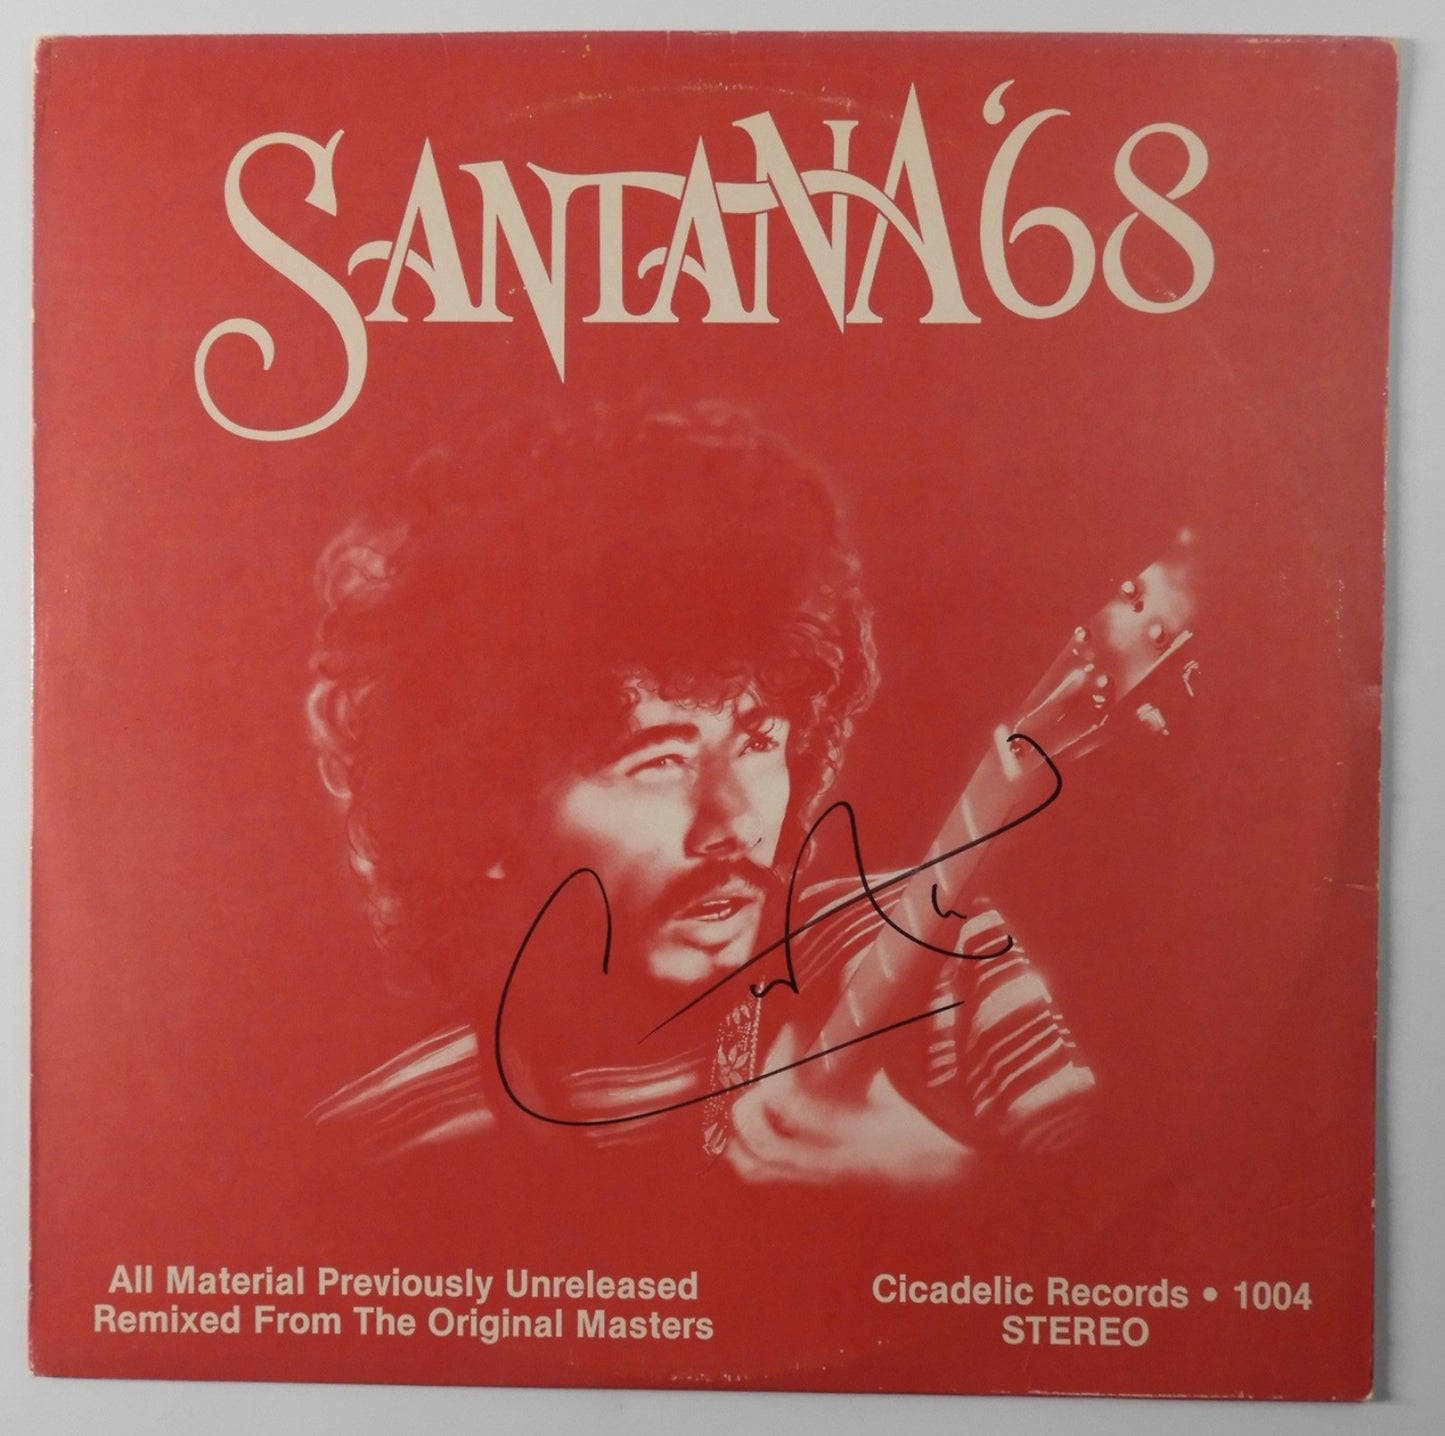 SANTANA '68
All Material Previously Unreleased
Remixed From The Original Masters
Cicadelic Records • 1004
STEREO